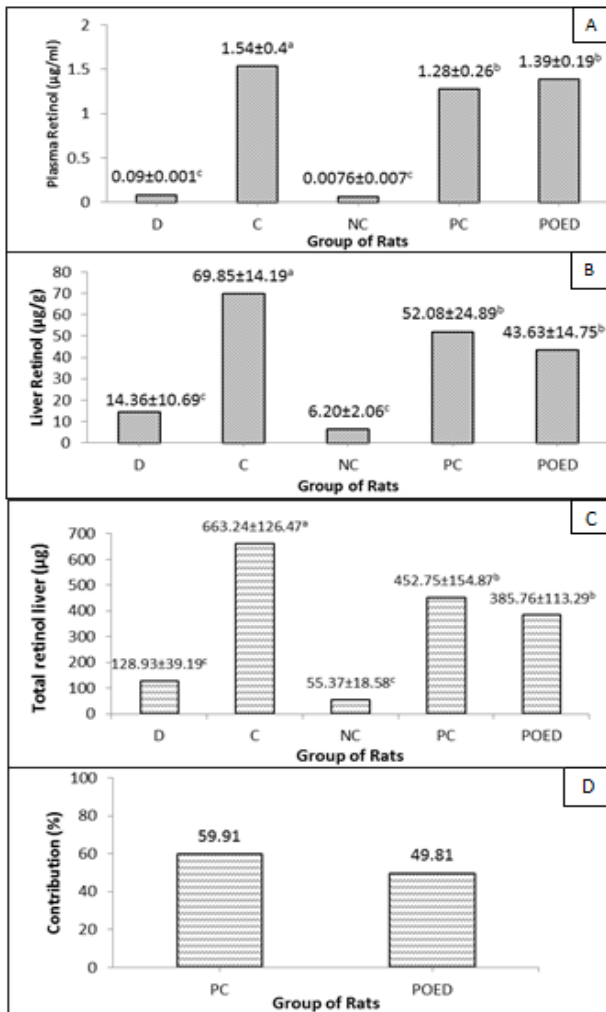 A
Plasma Retinol (µg/ml)
2
1.5
1
0.5
0
0.09±0.001ᶜ
1.54±0.4ᵃ
0.0076±0.007ᶜ
1.28±0.26ᵇ
1.39±0.19ᵇ
D C NC PC POED
Group of Rats
B
Liver Retinol (µg/g)
80
70
60
50
40
30
20
10
0
14.36±10.69ᶜ
69.85±14.19ᵃ
6.20±2.06ᶜ
52.08±24.89ᵇ
43.63±14.75ᵇ
D C NC PC POED
Group of Rats
C
Total retinol liver (µg)
700
600
500
400
300
200
100
0
128.93±39.19ᶜ
663.24±126.47ᵃ
55.37±18.58ᶜ
452.75±154.87ᵇ
385.76±113.29ᵇ
D C NC PC POED
Group of Rats
D
Contribution (%)
100
80
60
40
20
0
59.91
49.81
PC POED
Group of Rats